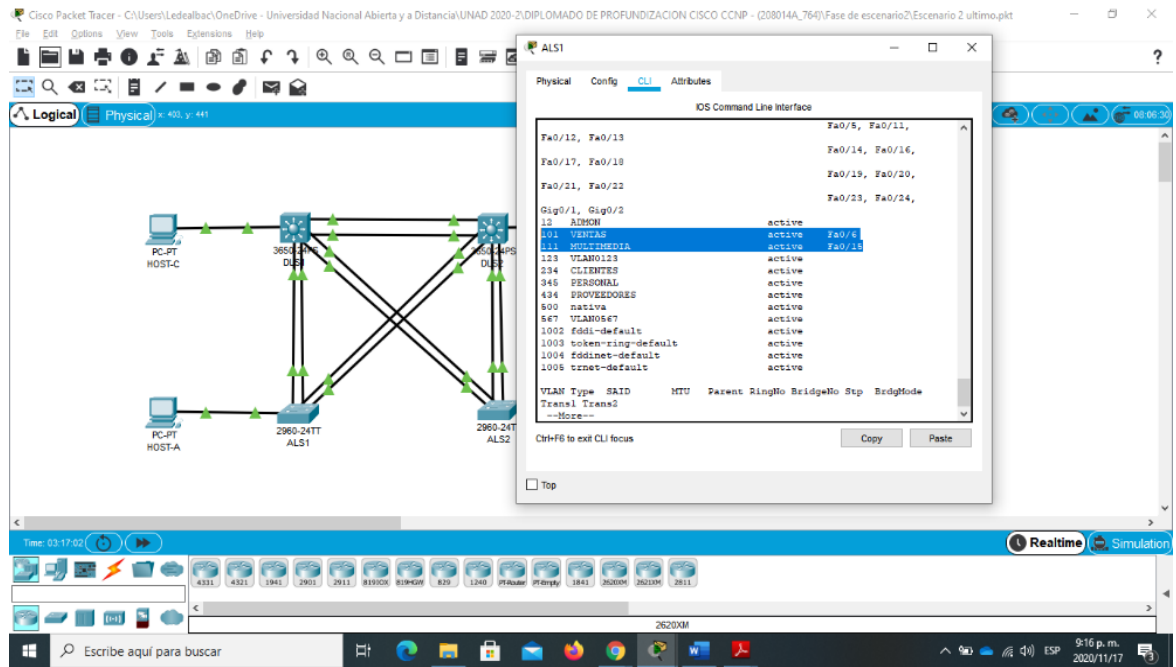 Cisco Packet Tracer - C:\Users\Ledealbac\OneDrive - Universidad Nacional Abierta y a Distancia\UNAD 2020-2\DIPLOMADO DE PROFUNDIZACION CISCO CCNP - (208014A_764)\Fase de escenario2\Escenario 2 ultimo.pkt
File Edit Options View Tools Extensions Help
Logical Physical x: 403, y: 441
08:06:30
PC-PT
HOST-C
3650-24PS
DLS1
PC-PT
HOST-A
2960-24TT
ALS1
ALS2
ALS1
Physical Config CLI Attributes
IOS Command Line Interface
Fa0/5, Fa0/11,
Fa0/12, Fa0/13
Fa0/14, Fa0/16,
Fa0/17, Fa0/18
Fa0/19, Fa0/20,
Fa0/21, Fa0/22
Fa0/23, Fa0/24,
Gig0/1, Gig0/2
12 ADMON active
101 VENTAS active Fa0/6
111 MULTIMEDIA active Fa0/15
123 VLAN0123 active
234 CLIENTES active
345 PERSONAL active
434 PROVEEDORES active
500 nativa active
567 VLAN0567 active
1002 fddi-default active
1003 token-ring-default active
1004 fddinet-default active
1005 trnet-default active
VLAN Type SAID MTU Parent RingNo BridgeNo Stp BrdgMode
Trans1 Trans2
--More--
Ctrl+F6 to exit CLI focus
Copy Paste
Top
Time: 03:17:02
Realtime Simulation
4331 4321 1941 2901 2911 819IOX 819HGW 829 1240 PT-Router PT-Empty 1841 2620XM 2621XM 2811
2620XM
Escribe aquí para buscar
ESP
9:16 p. m.
2020/11/17